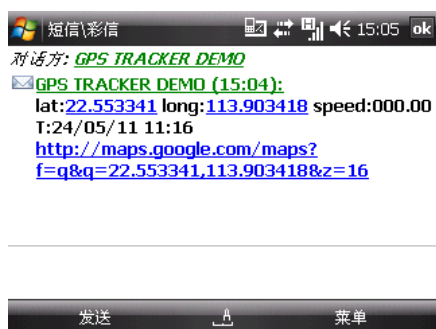 短信\彩信 15:05 ok
对话方: GPS TRACKER DEMO
GPS TRACKER DEMO (15:04):
lat:22.553341 long:113.903418 speed:000.00
T:24/05/11 11:16
http://maps.google.com/maps?
f=q&q=22.553341,113.903418&z=16
发送 A 菜单